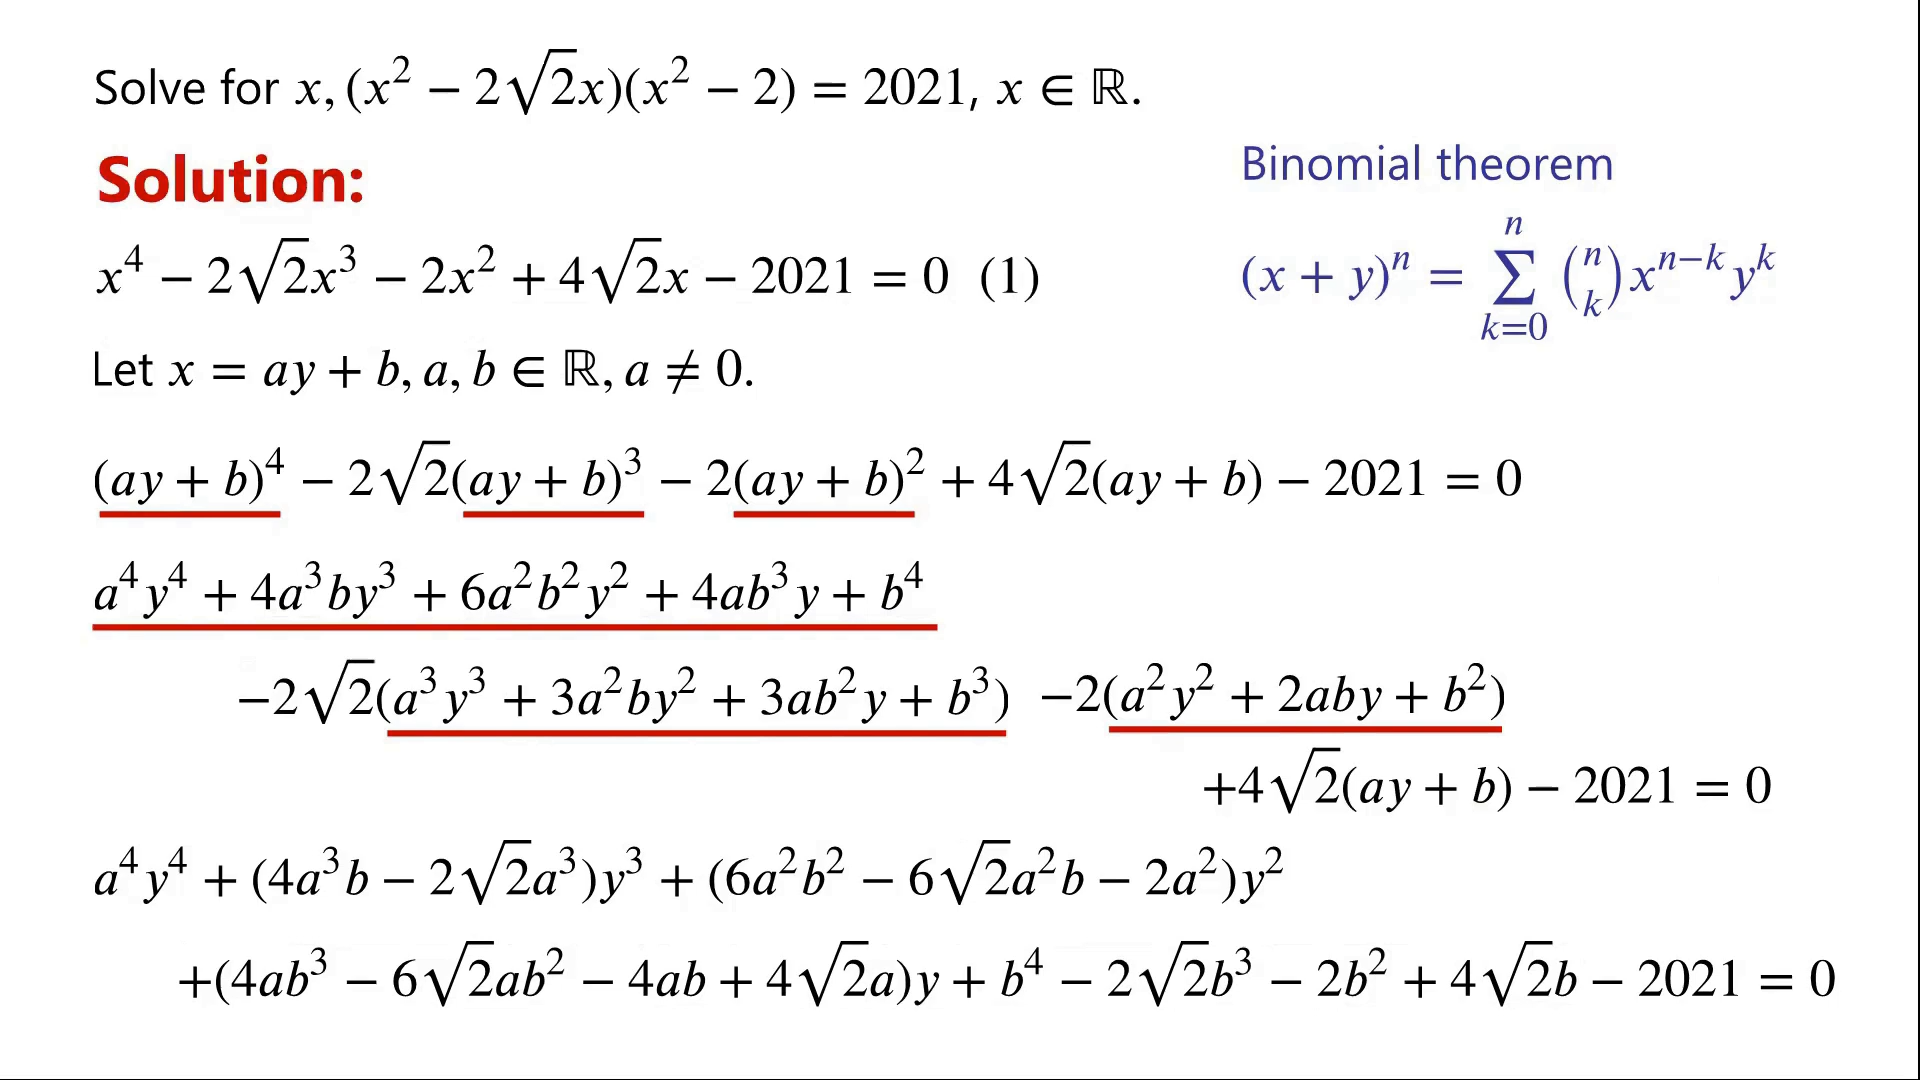 Solve for x, (x² − 2√2x)(x² − 2) = 2021, x ∈ ℝ.
Solution:
Binomial theorem
(x + y)ⁿ = ∑_{k=0}^{n} (n k) xⁿ⁻ᵏyᵏ
x⁴ − 2√2x³ − 2x² + 4√2x − 2021 = 0 (1)
Let x = ay + b, a, b ∈ ℝ, a ≠ 0.
(ay + b)⁴ − 2√2(ay + b)³ − 2(ay + b)² + 4√2(ay + b) − 2021 = 0
a⁴y⁴ + 4a³by³ + 6a²b²y² + 4ab³y + b⁴
−2√2(a³y³ + 3a²by² + 3ab²y + b³) −2(a²y² + 2aby + b²)
+4√2(ay + b) − 2021 = 0
a⁴y⁴ + (4a³b − 2√2a³)y³ + (6a²b² − 6√2a²b − 2a²)y²
+(4ab³ − 6√2ab² − 4ab + 4√2a)y + b⁴ − 2√2b³ − 2b² + 4√2b − 2021 = 0